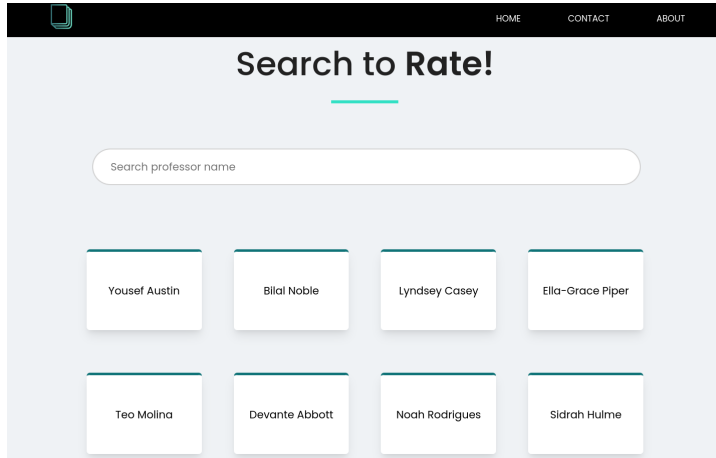 HOME CONTACT ABOUT
Search to Rate!
Search professor name
Yousef Austin Bilal Noble Lyndsey Casey Ella-Grace Piper
Teo Molina Devante Abbott Noah Rodrigues Sidrah Hulme